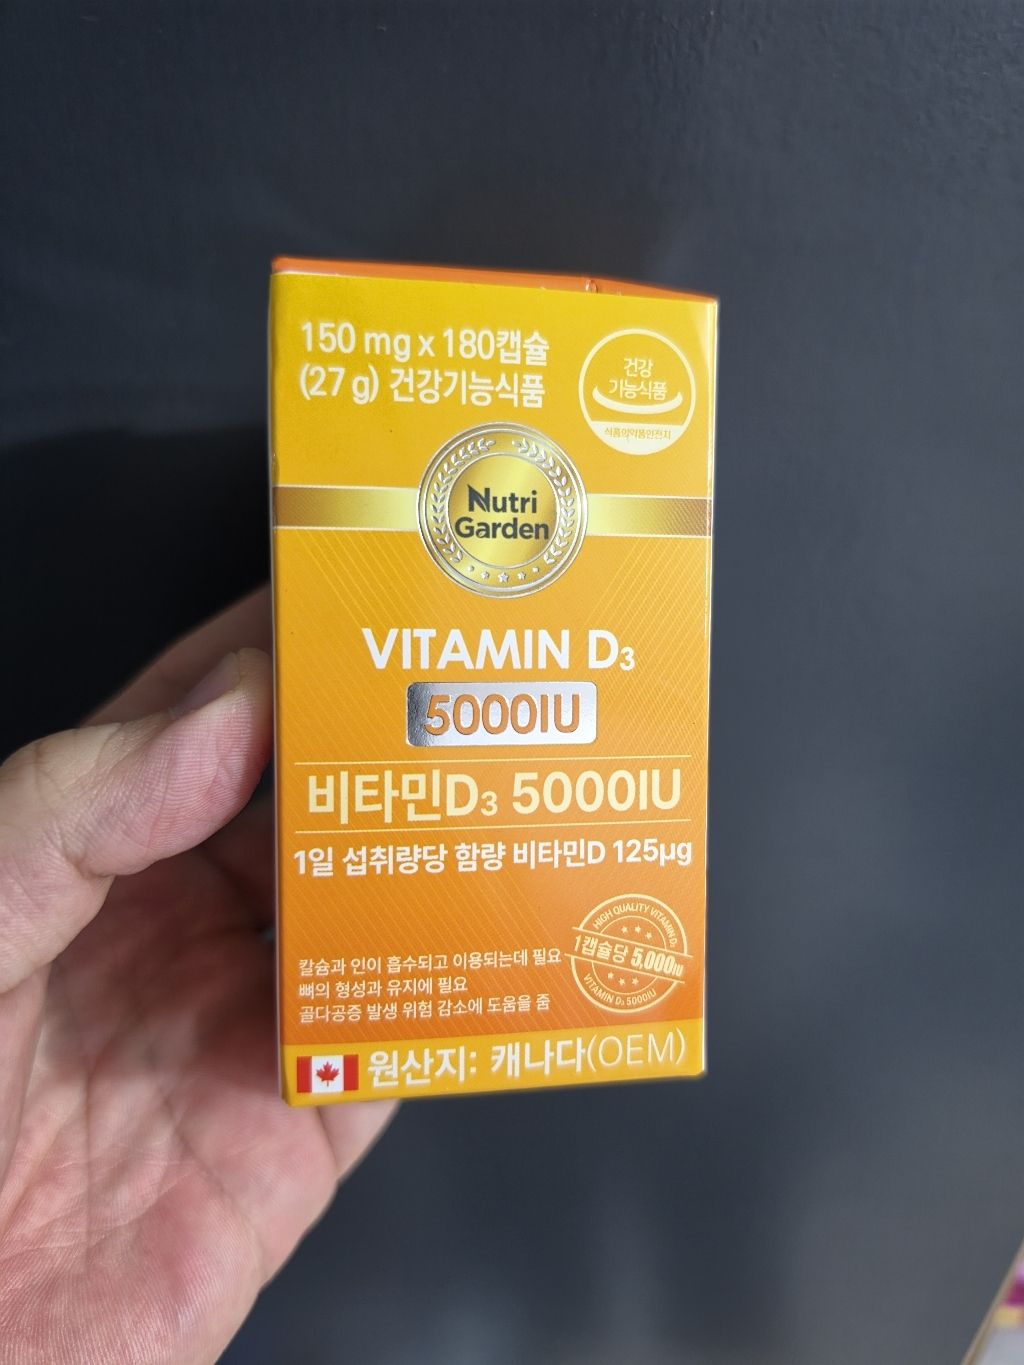 150 mg x 180캡슐
(27 g) 건강기능식품
건강
기능식품
식품의약품안전처
Nutri
Garden
VITAMIN D3
5000IU
비타민D3 5000IU
1일 섭취량당 함량 비타민D 125μg
HIGH QUALITY VITAMIN D3
1캡슐당 5,000IU
VITAMIN D3 5000IU
칼슘과 인이 흡수되고 이용되는데 필요
뼈의 형성과 유지에 필요
골다공증 발생 위험 감소에 도움을 줌
원산지: 캐나다(OEM)